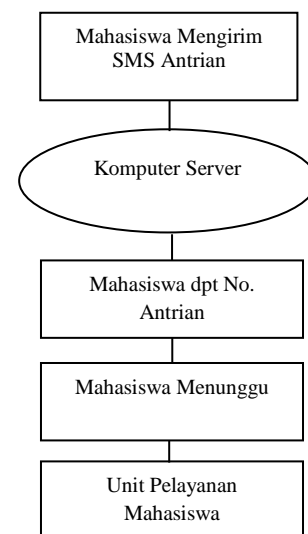 Mahasiswa Mengirim
SMS Antrian
Komputer Server
Mahasiswa dpt No.
Antrian
Mahasiswa Menunggu
Unit Pelayanan
Mahasiswa